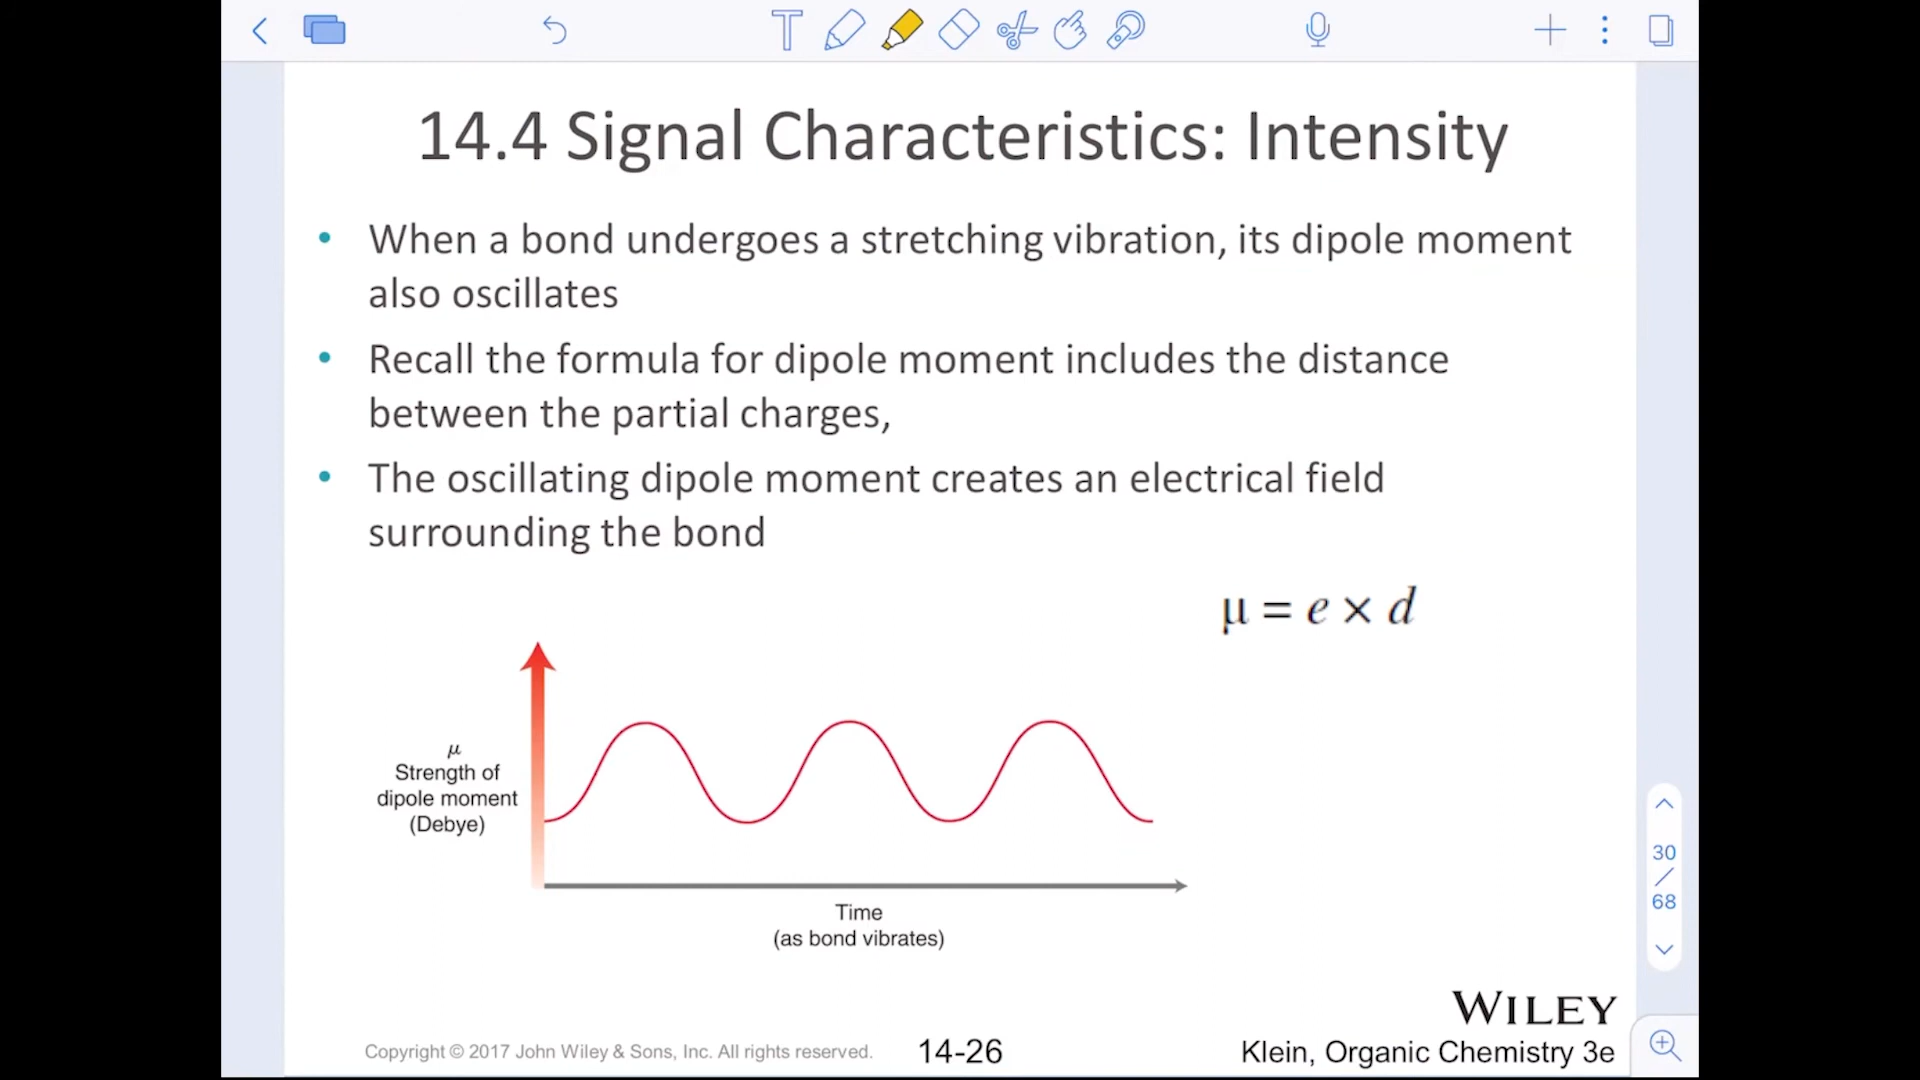 14.4 Signal Characteristics: Intensity
• When a bond undergoes a stretching vibration, its dipole moment
also oscillates
• Recall the formula for dipole moment includes the distance
between the partial charges,
• The oscillating dipole moment creates an electrical field
surrounding the bond
μ = e × d
μ
Strength of
dipole moment
(Debye)
Time
(as bond vibrates)
30
/
68
WILEY
Copyright © 2017 John Wiley & Sons, Inc. All rights reserved.
14-26
Klein, Organic Chemistry 3e